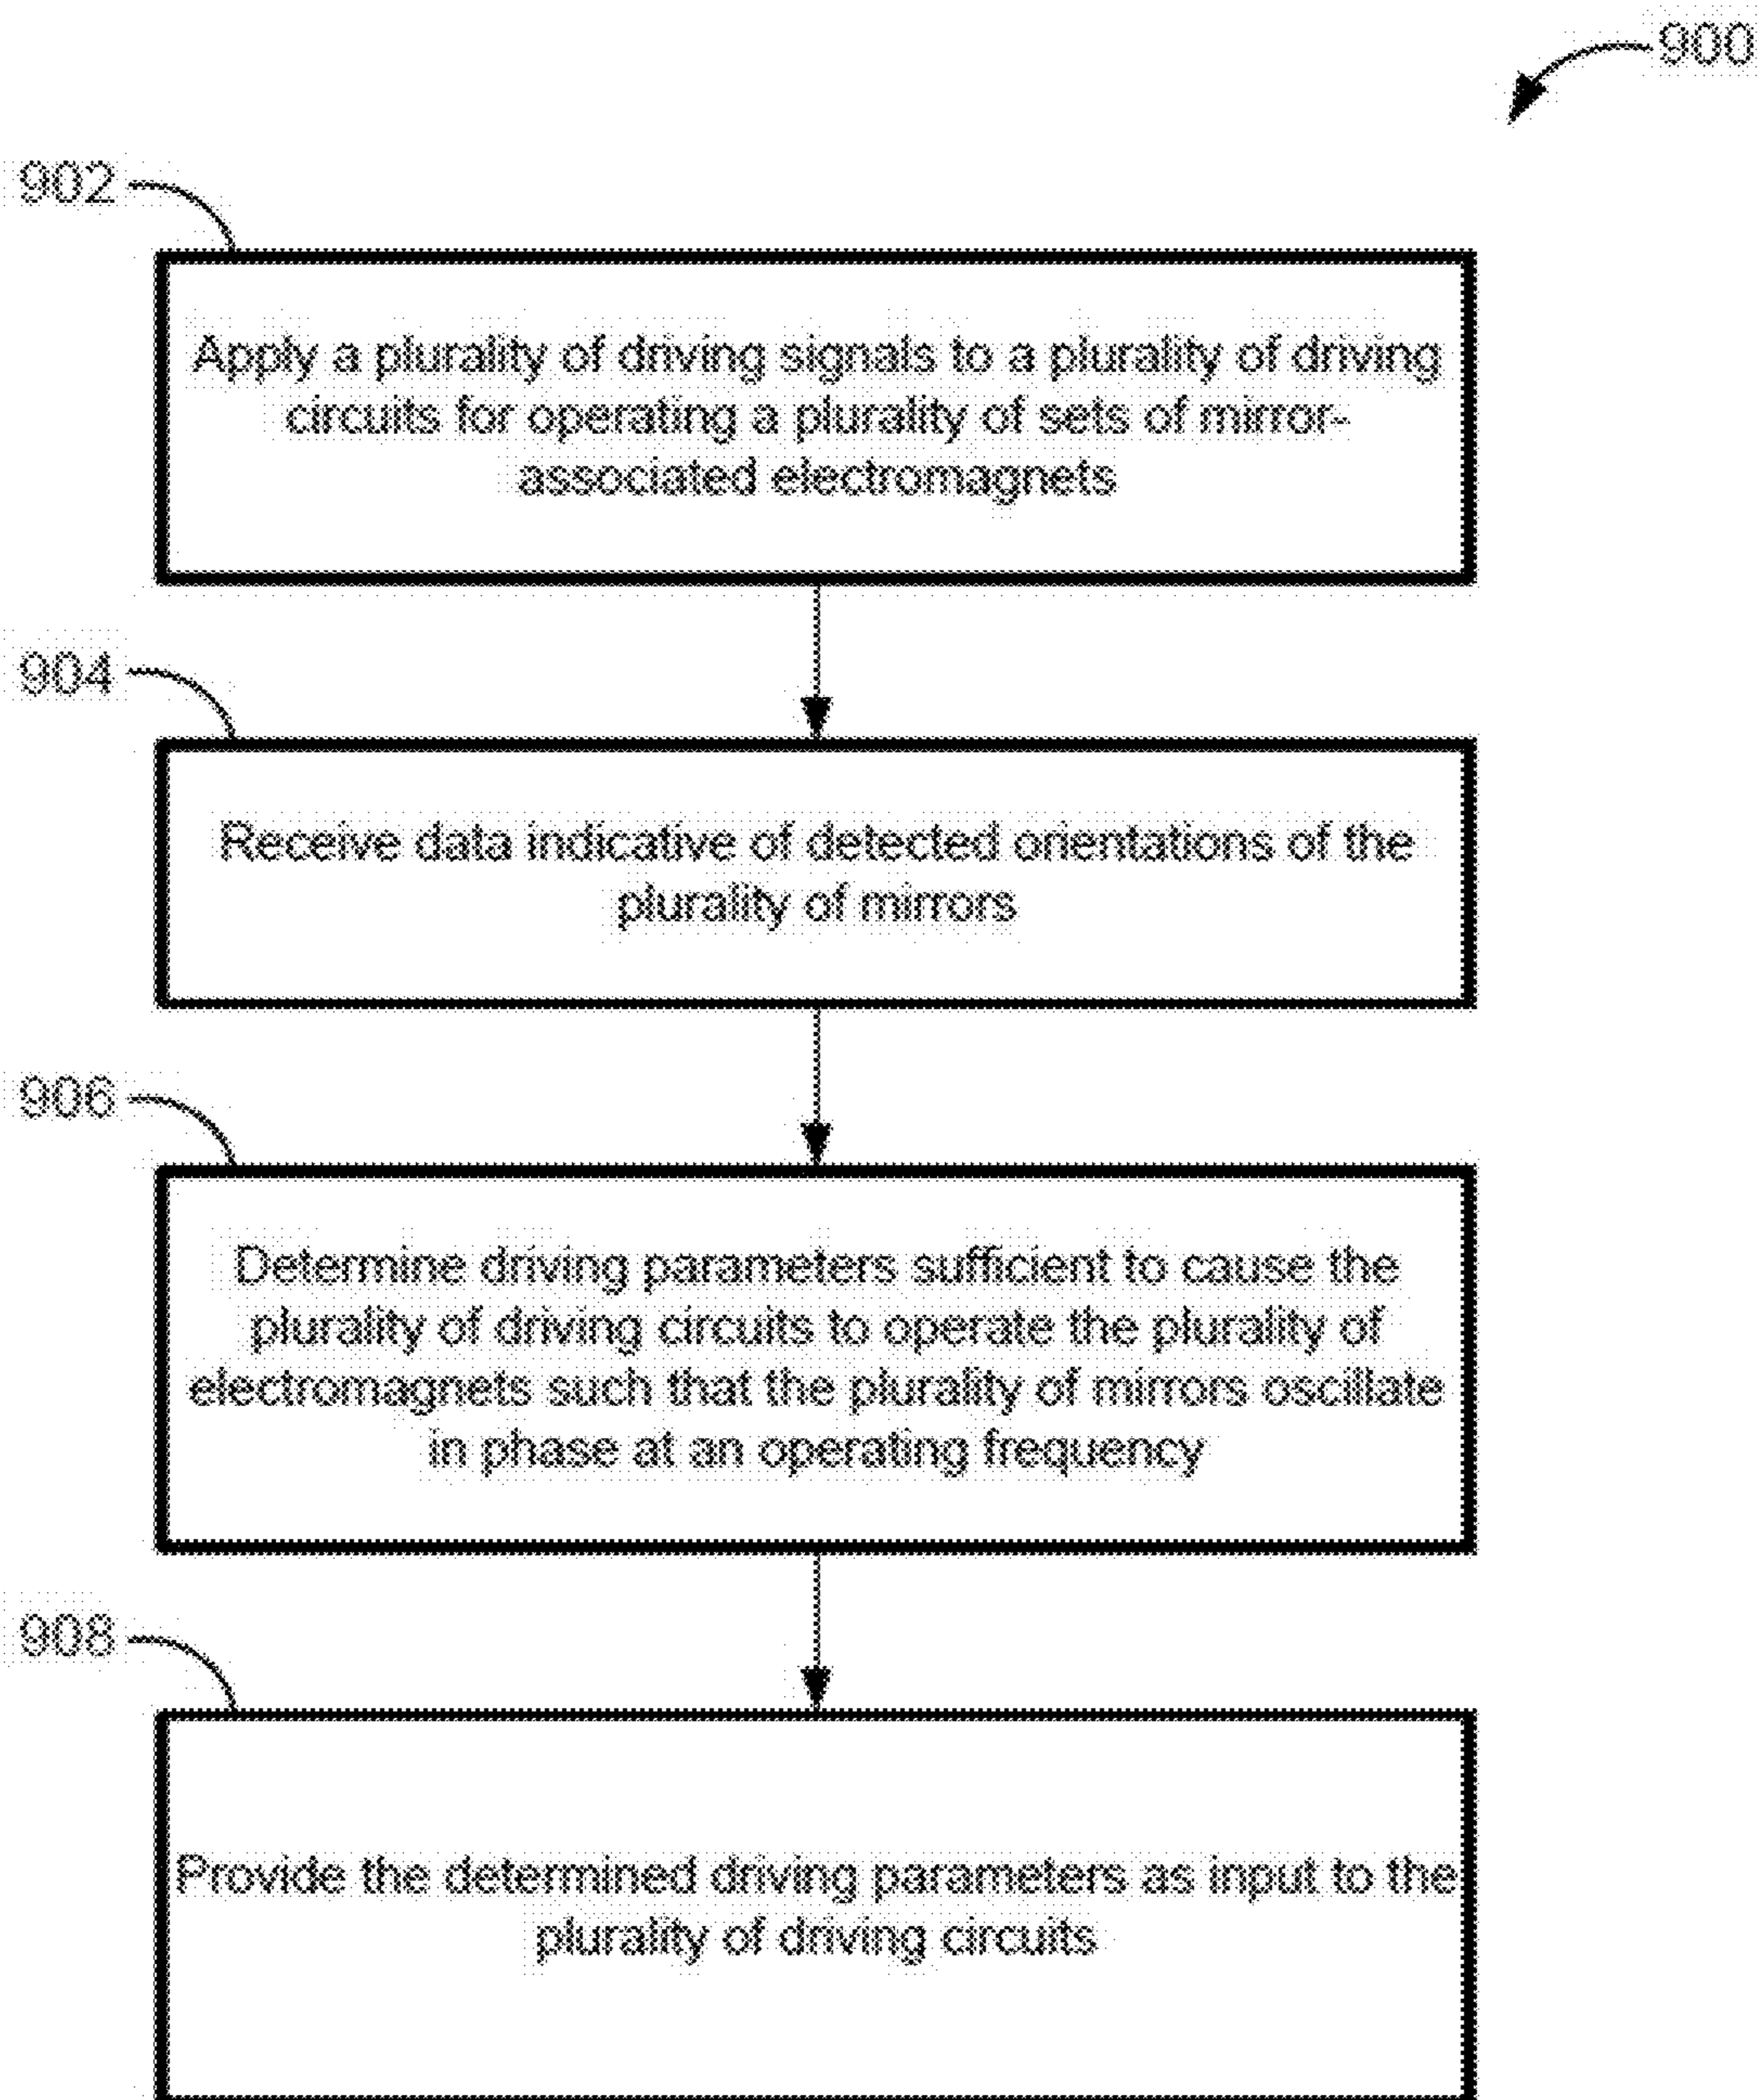 900
902
Apply a plurality of driving signals to a plurality of driving
circuits for operating a plurality of sets of mirror-
associated electromagnets
904
Receive data indicative of detected orientations of the
plurality of mirrors
906
Determine driving parameters sufficient to cause the
plurality of driving circuits to operate the plurality of
electromagnets such that the plurality of mirrors oscillate
in phase at an operating frequency
908
Provide the determined driving parameters as input to the
plurality of driving circuits